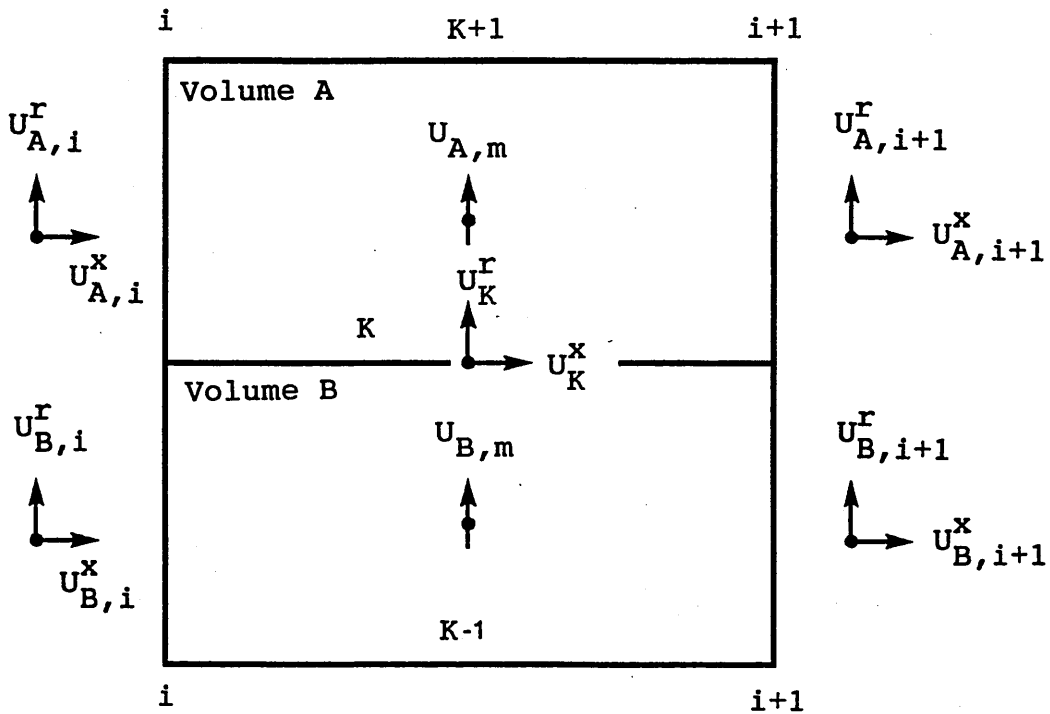 i K+1 i+1
Volume A
U^r_{A,i}
U_{A,m}
U^r_{A,i+1}
U^x_{A,i}
U^x_{A,i+1}
U^r_K
K
U^x_K
Volume B
U^r_{B,i}
U_{B,m}
U^r_{B,i+1}
U^x_{B,i}
U^x_{B,i+1}
K-1
i i+1